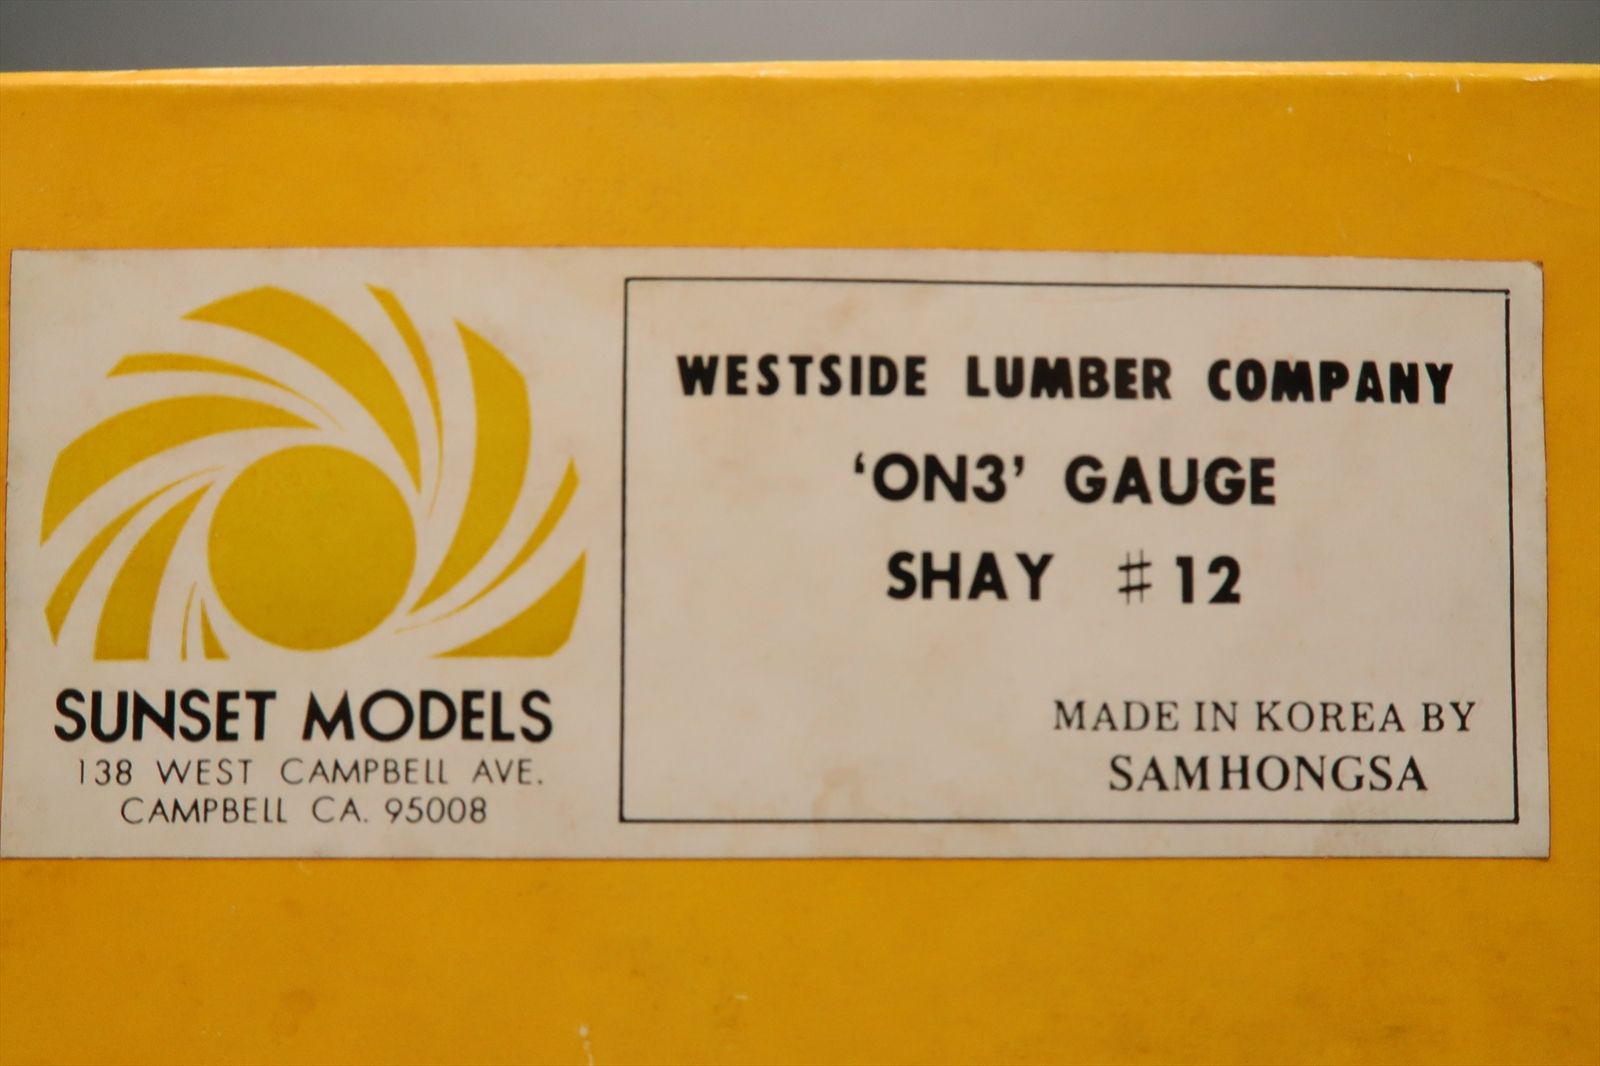 SUNSET MODELS
138 WEST CAMPBELL AVE.
CAMPBELL CA. 95008
WESTSIDE LUMBER COMPANY
‘ON3’ GAUGE
SHAY #12
MADE IN KOREA BY
SAMHONGSA